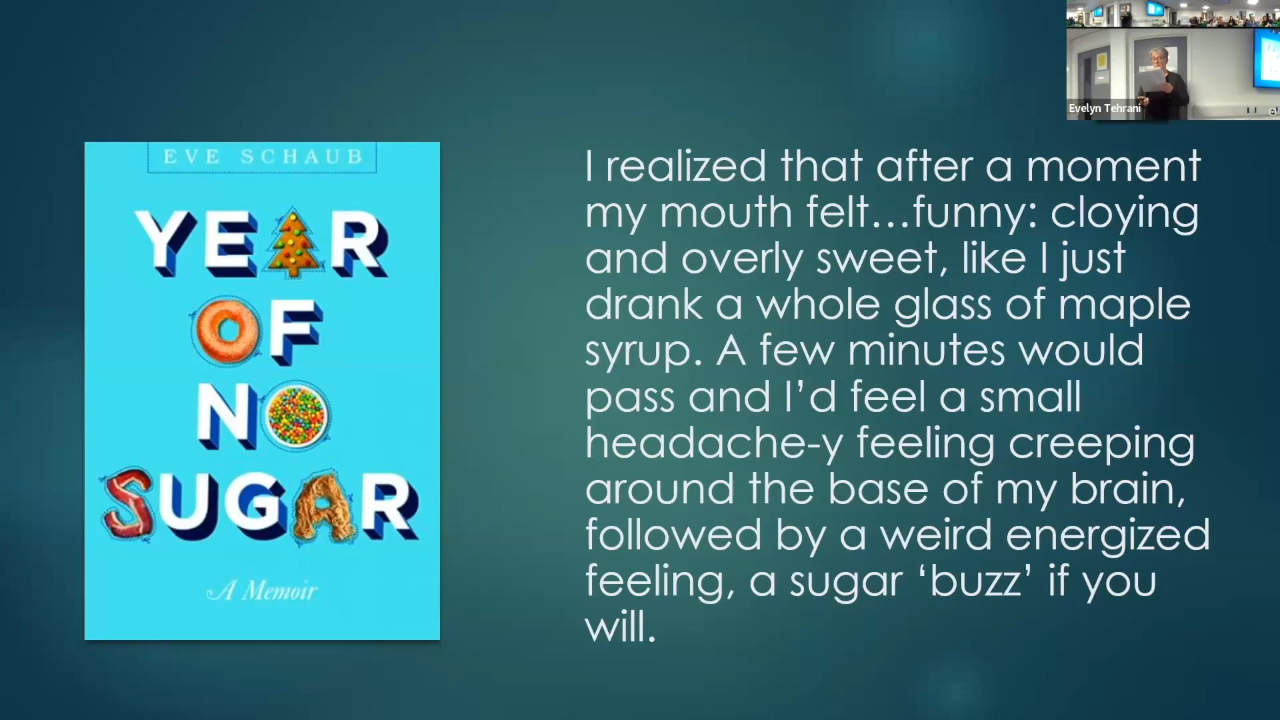 EVE SCHAUB
YEAR
OF
NO
SUGAR
A Memoir
I realized that after a moment
my mouth felt…funny: cloying
and overly sweet, like I just
drank a whole glass of maple
syrup. A few minutes would
pass and I’d feel a small
headache-y feeling creeping
around the base of my brain,
followed by a weird energized
feeling, a sugar ‘buzz’ if you
will.
Evelyn Tehrani